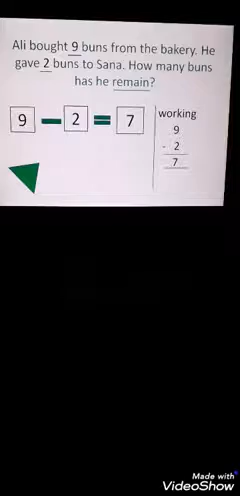 Ali bought 9 buns from the bakery. He
gave 2 buns to Sana. How many buns
has he remain?
9 - 2 = 7
working
9
- 2
7
Made with
VideoShow